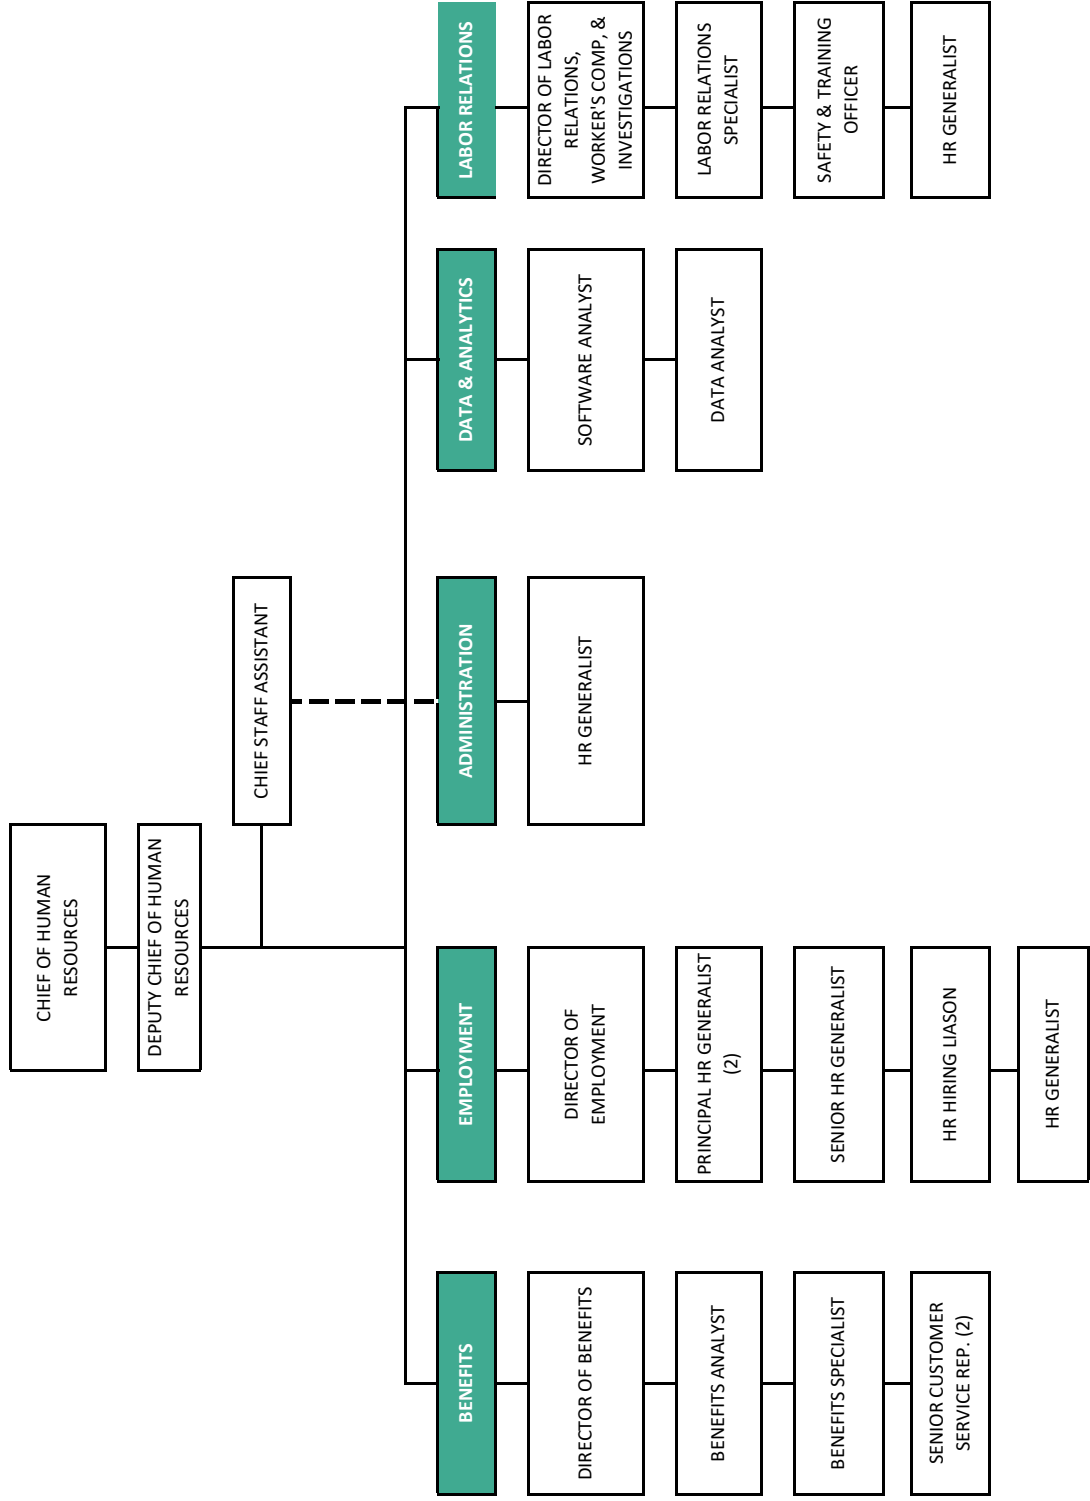 CHIEF OF HUMAN
RESOURCES
DEPUTY CHIEF OF HUMAN
RESOURCES
CHIEF STAFF ASSISTANT
BENEFITS
DIRECTOR OF BENEFITS
BENEFITS ANALYST
BENEFITS SPECIALIST
SENIOR CUSTOMER
SERVICE REP. (2)
EMPLOYMENT
DIRECTOR OF
EMPLOYMENT
PRINCIPAL HR GENERALIST
(2)
SENIOR HR GENERALIST
HR HIRING LIASON
HR GENERALIST
ADMINISTRATION
HR GENERALIST
DATA & ANALYTICS
SOFTWARE ANALYST
DATA ANALYST
LABOR RELATIONS
DIRECTOR OF LABOR
RELATIONS,
WORKER'S COMP, &
INVESTIGATIONS
LABOR RELATIONS
SPECIALIST
SAFETY & TRAINING
OFFICER
HR GENERALIST